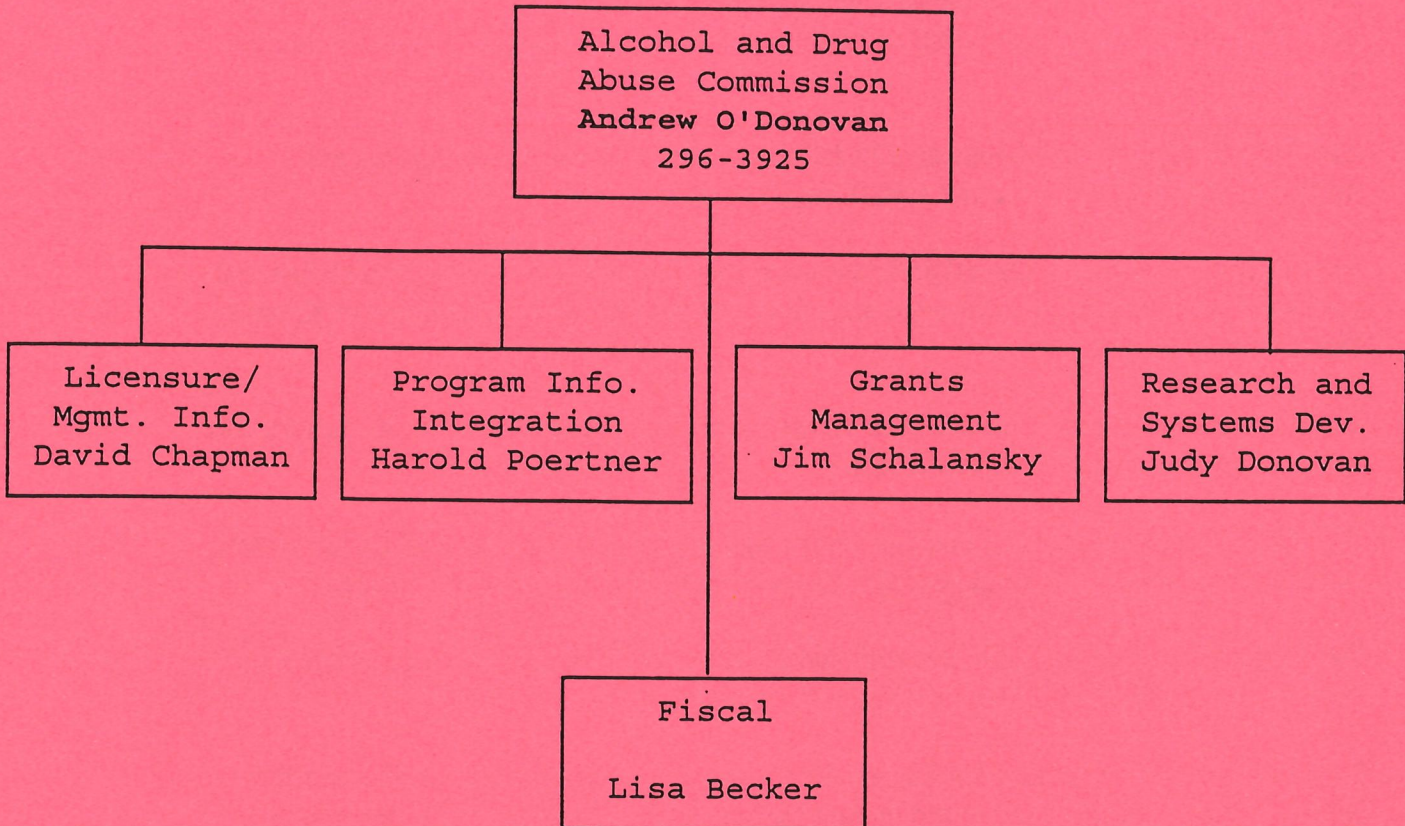 Alcohol and Drug
Abuse Commission
Andrew O'Donovan
296-3925
Licensure/
Mgmt. Info.
David Chapman
Program Info.
Integration
Harold Poertner
Grants
Management
Jim Schalansky
Research and
Systems Dev.
Judy Donovan
Fiscal
Lisa Becker